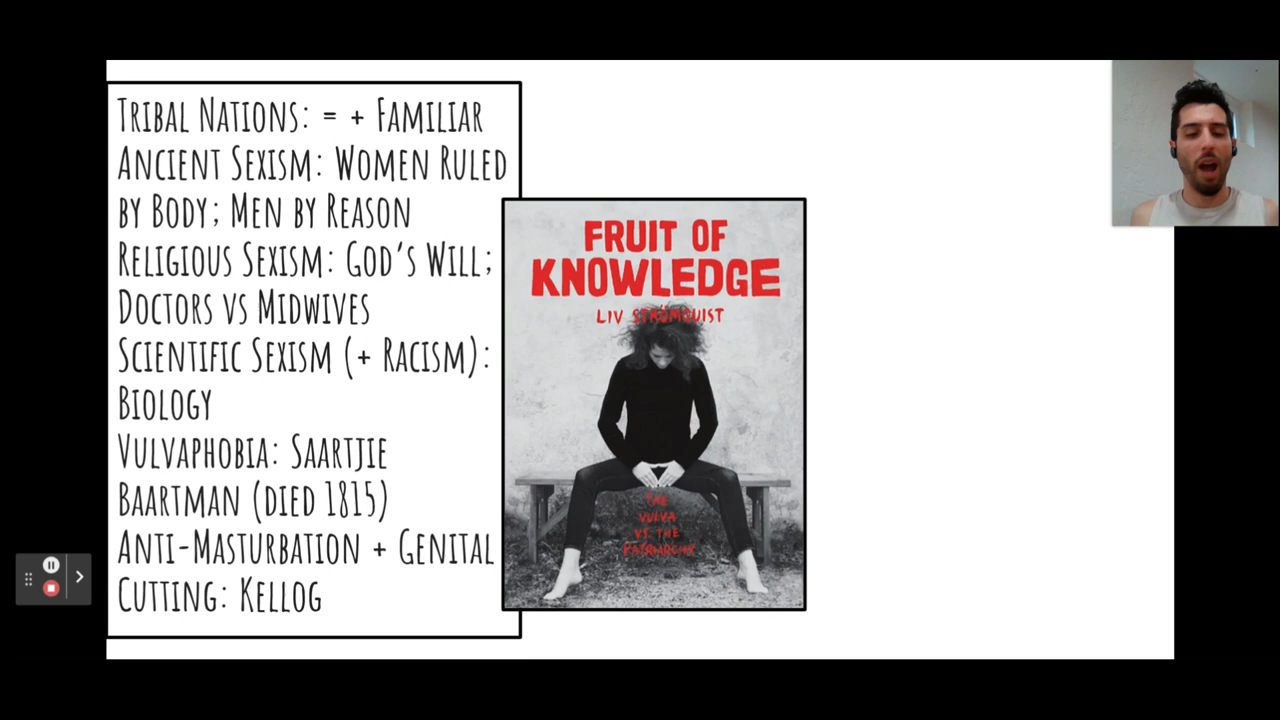 Tribal Nations: = + Familiar
Ancient Sexism: Women Ruled
by Body; Men by Reason
Religious Sexism: God's Will;
Doctors vs Midwives
Scientific Sexism (+ Racism):
Biology
Vulvaphobia: Saartjie
Baartman (died 1815)
Anti-Masturbation + Genital
Cutting: Kellog
FRUIT OF
KNOWLEDGE
LIV STRÖMQUIST
THE
VULVA
VS. THE
PATRIARCHY